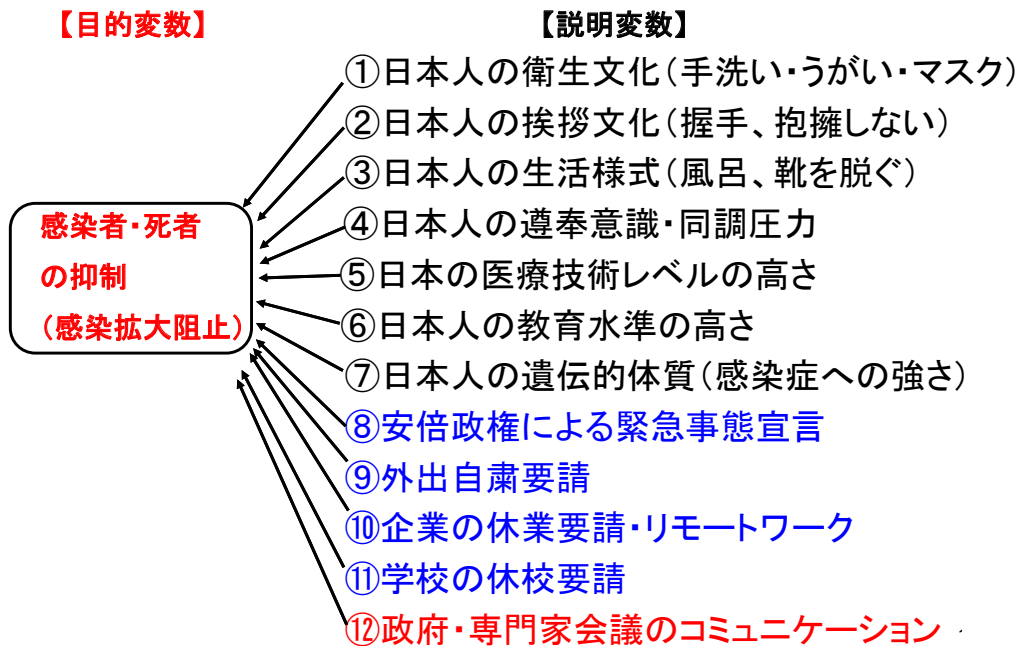 【目的変数】
【説明変数】
①日本人の衛生文化(手洗い・うがい・マスク)
②日本人の挨拶文化(握手、抱擁しない)
③日本人の生活様式(風呂、靴を脱ぐ)
④日本人の遵奉意識・同調圧力
⑤日本の医療技術レベルの高さ
⑥日本人の教育水準の高さ
⑦日本人の遺伝的体質(感染症への強さ)
⑧安倍政権による緊急事態宣言
⑨外出自粛要請
⑩企業の休業要請・リモートワーク
⑪学校の休校要請
⑫政府・専門家会議のコミュニケーション
感染者・死者
の抑制
(感染拡大阻止)